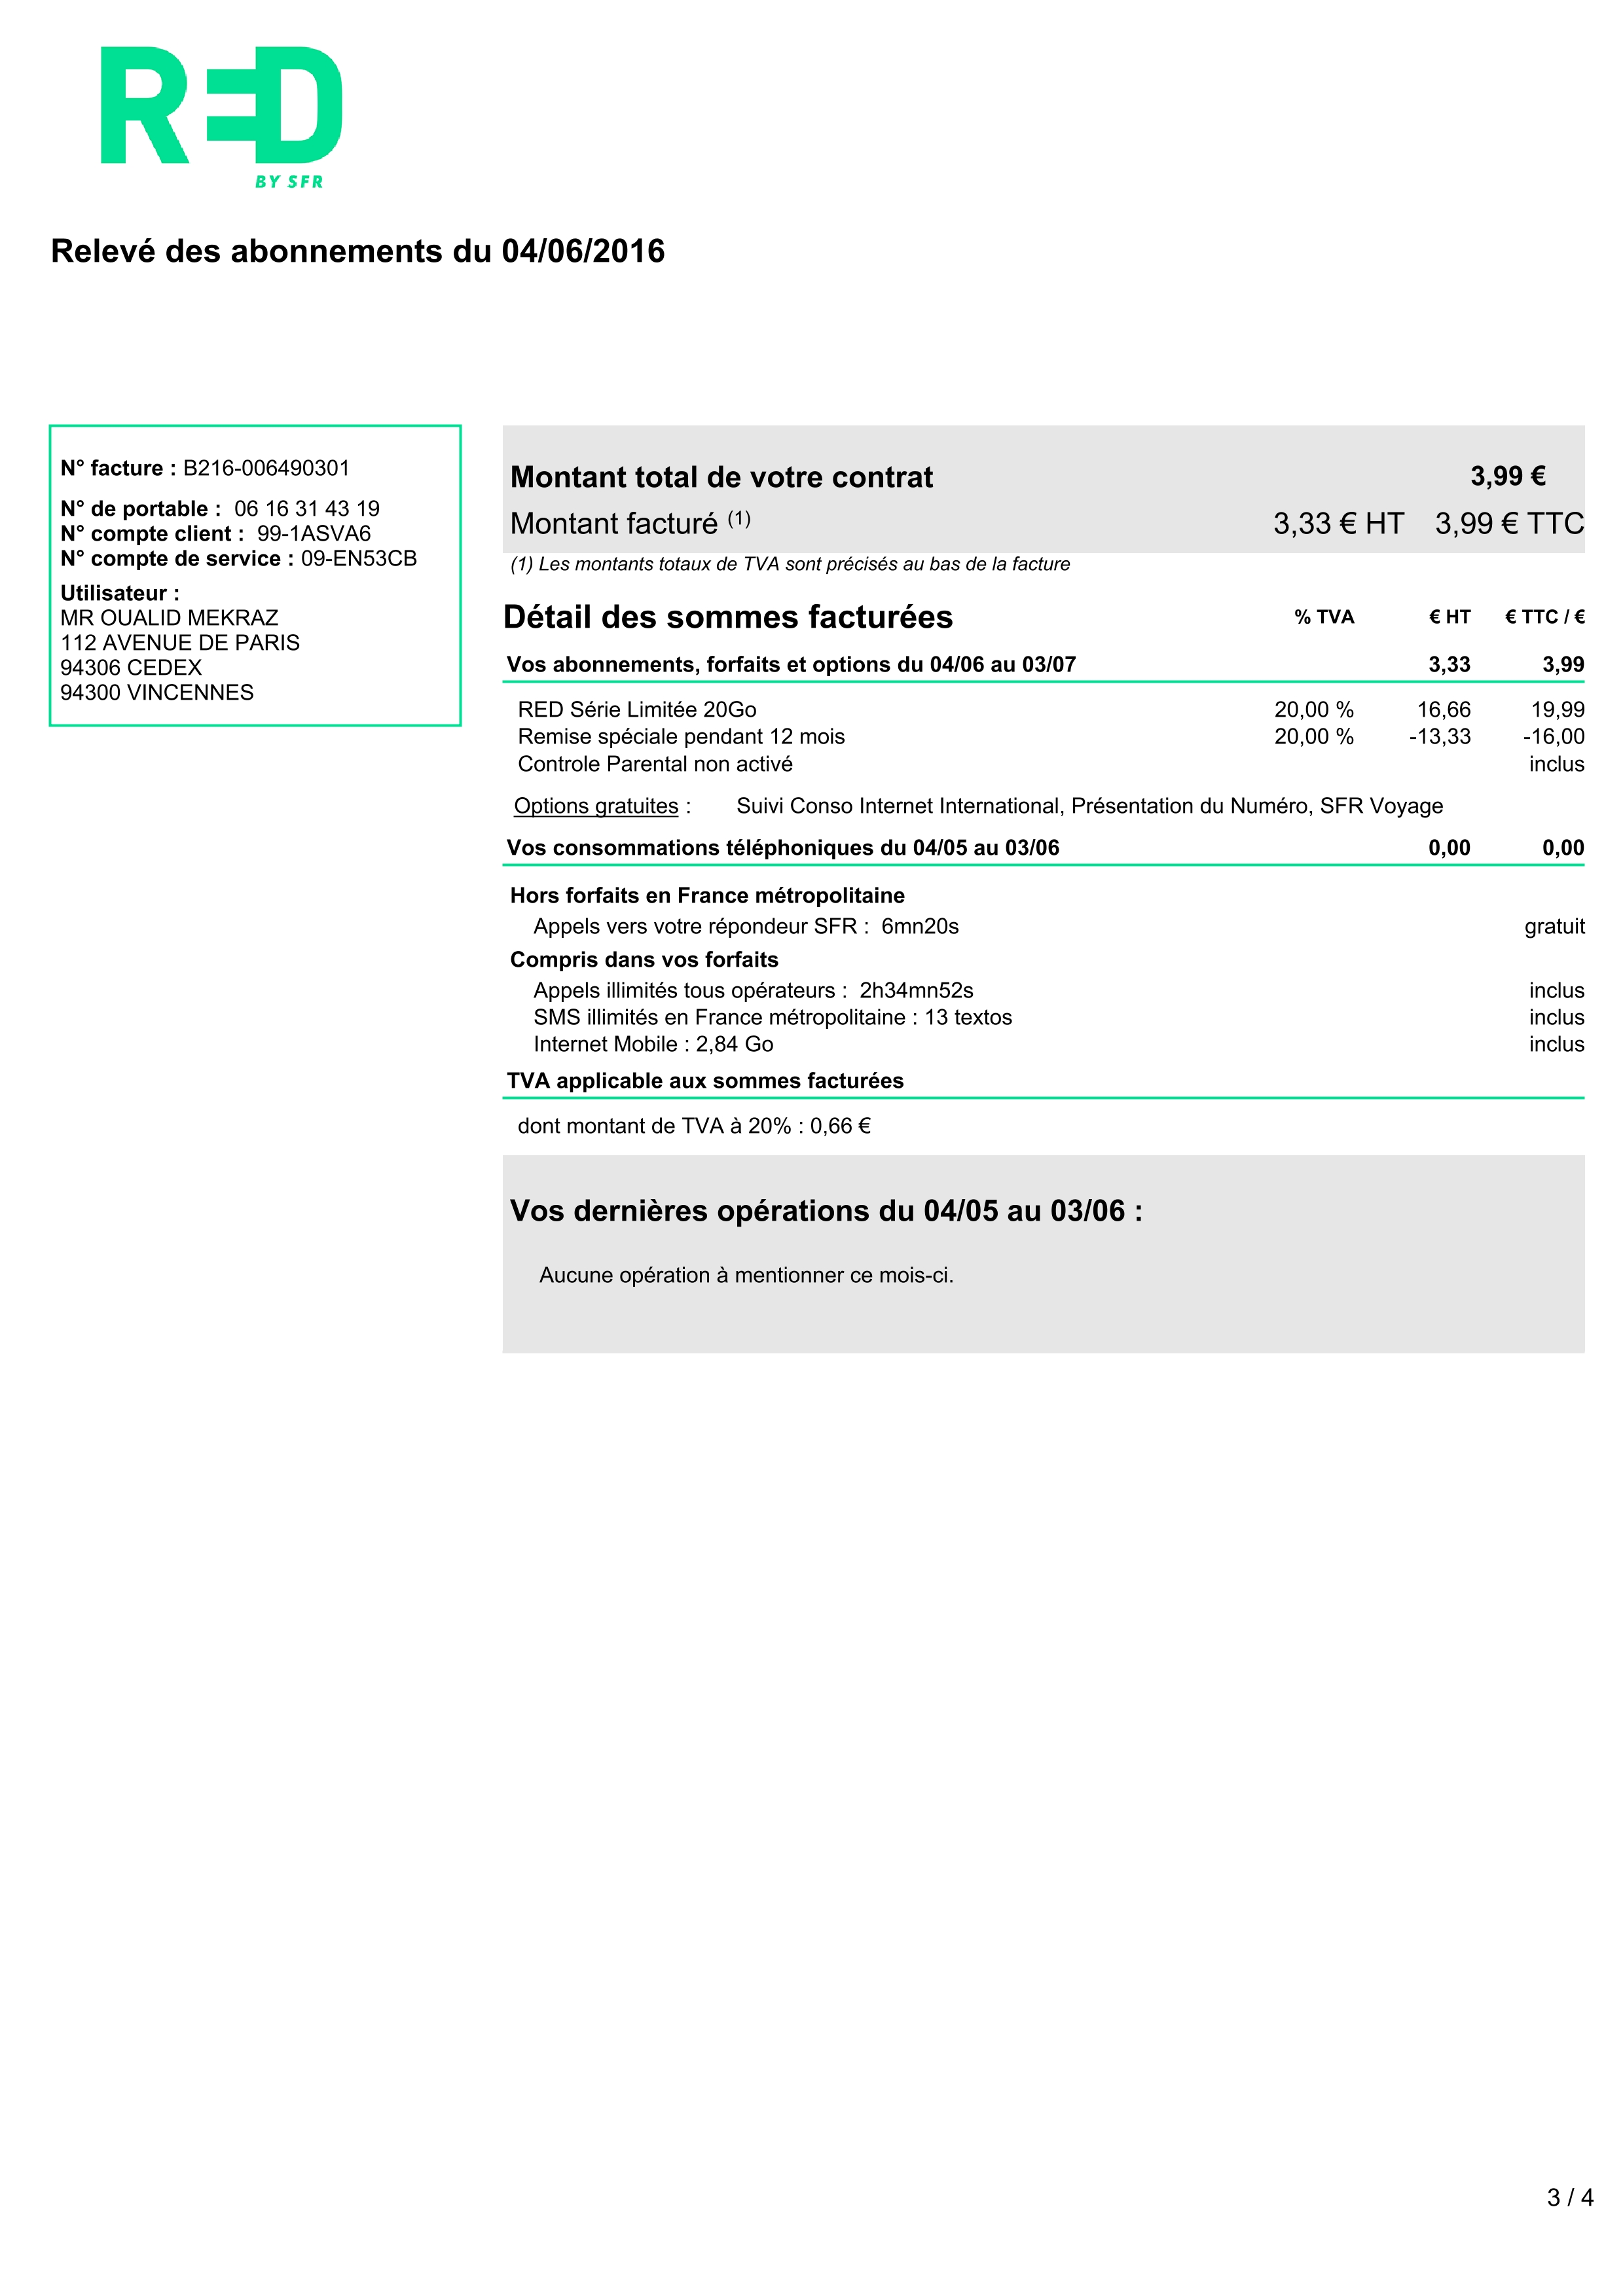 RED
BY SFR
Relevé des abonnements du 04/06/2016
N° facture : B216-006490301
N° de portable : 06 16 31 43 19
N° compte client : 99-1ASVA6
N° compte de service : 09-EN53CB
Utilisateur :
MR OUALID MEKRAZ
112 AVENUE DE PARIS
94306 CEDEX
94300 VINCENNES
Montant total de votre contrat 3,99 €
Montant facturé (1) 3,33 € HT 3,99 € TTC
(1) Les montants totaux de TVA sont précisés au bas de la facture
Détail des sommes facturées % TVA € HT € TTC / €
Vos abonnements, forfaits et options du 04/06 au 03/07 3,33 3,99
RED Série Limitée 20Go 20,00 % 16,66 19,99
Remise spéciale pendant 12 mois 20,00 % -13,33 -16,00
Controle Parental non activé inclus
Options gratuites : Suivi Conso Internet International, Présentation du Numéro, SFR Voyage
Vos consommations téléphoniques du 04/05 au 03/06 0,00 0,00
Hors forfaits en France métropolitaine
Appels vers votre répondeur SFR : 6mn20s gratuit
Compris dans vos forfaits
Appels illimités tous opérateurs : 2h34mn52s inclus
SMS illimités en France métropolitaine : 13 textos inclus
Internet Mobile : 2,84 Go inclus
TVA applicable aux sommes facturées
dont montant de TVA à 20% : 0,66 €
Vos dernières opérations du 04/05 au 03/06 :
Aucune opération à mentionner ce mois-ci.
3 / 4